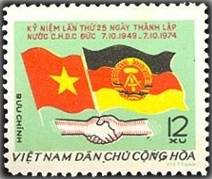 KỶ NIỆM LẦN THỨ 25 NGÀY THÀNH LẬP
NƯỚC C.H.D.C ĐỨC 7.10.1949-7.10.1974
BƯU CHÍNH
12
XU
VIỆT NAM DÂN CHỦ CỘNG HÒA